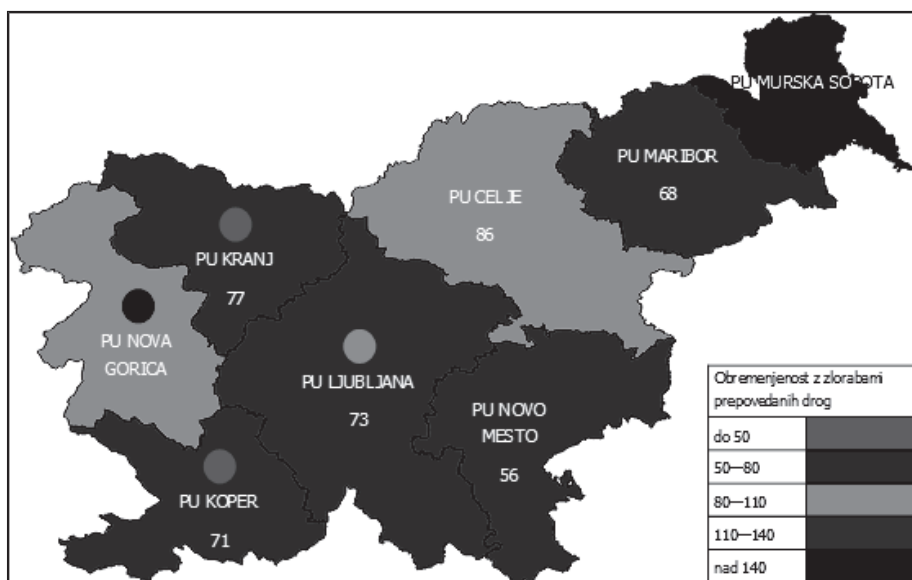 PU MURSKA SOBOTA
PU MARIBOR
68
PU CELJE
86
PU KRANJ
77
PU NOVA
GORICA
PU LJUBLJANA
73
PU NOVO
MESTO
56
PU KOPER
71
Obremenjenost z zlorabami
prepovedanih drog
do 50
50—80
80—110
110—140
nad 140